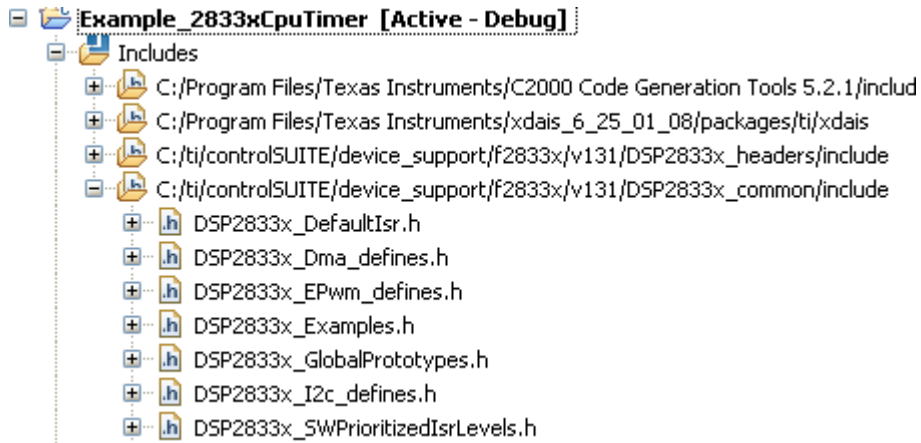 Example_2833xCpuTimer [Active - Debug]
Includes
C:/Program Files/Texas Instruments/C2000 Code Generation Tools 5.2.1/includ
C:/Program Files/Texas Instruments/xdais_6_25_01_08/packages/ti/xdais
C:/ti/controlSUITE/device_support/f2833x/v131/DSP2833x_headers/include
C:/ti/controlSUITE/device_support/f2833x/v131/DSP2833x_common/include
.h DSP2833x_DefaultIsr.h
.h DSP2833x_Dma_defines.h
.h DSP2833x_EPwm_defines.h
.h DSP2833x_Examples.h
.h DSP2833x_GlobalPrototypes.h
.h DSP2833x_I2c_defines.h
.h DSP2833x_SWPrioritizedIsrLevels.h